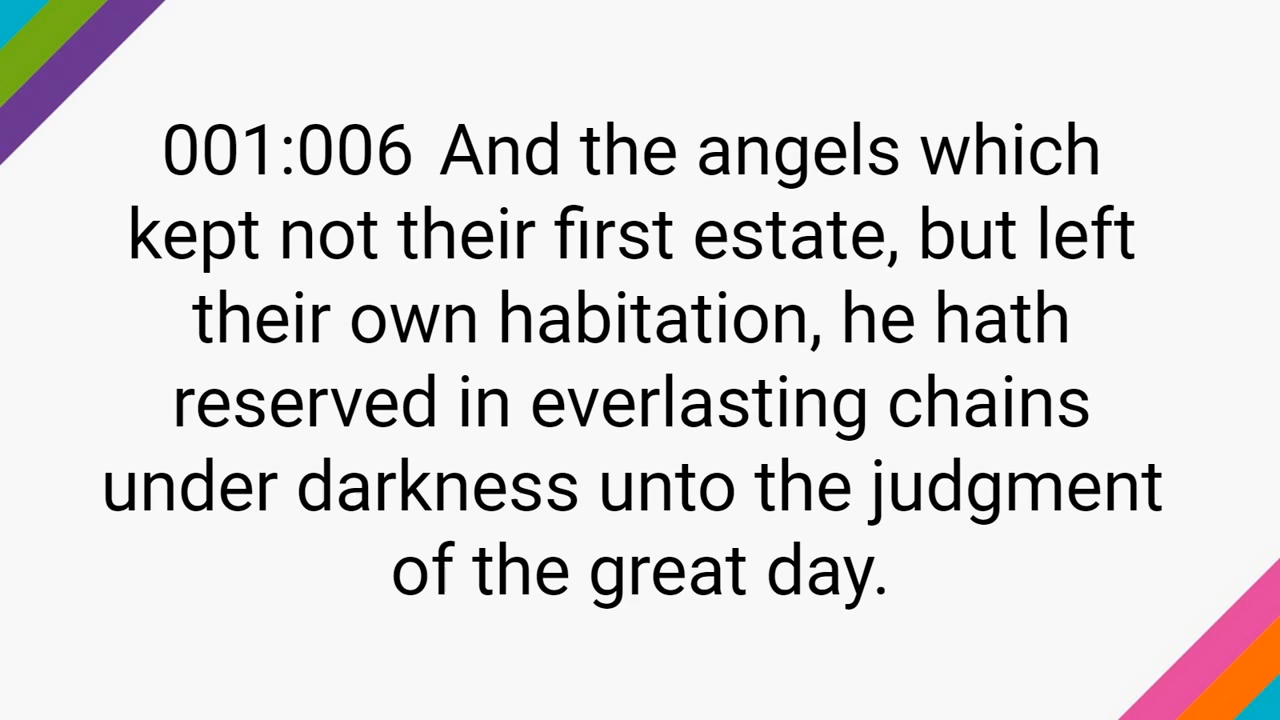 001:006 And the angels which
kept not their first estate, but left
their own habitation, he hath
reserved in everlasting chains
under darkness unto the judgment
of the great day.